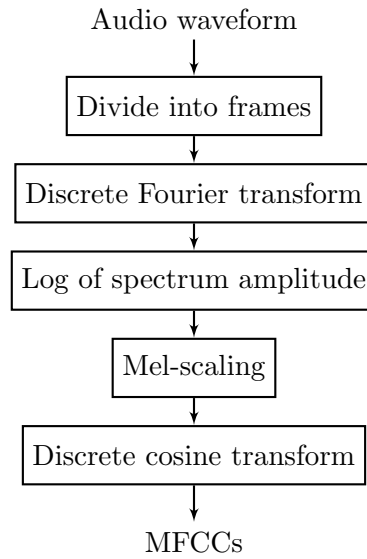 Audio waveform
Divide into frames
Discrete Fourier transform
Log of spectrum amplitude
Mel-scaling
Discrete cosine transform
MFCCs